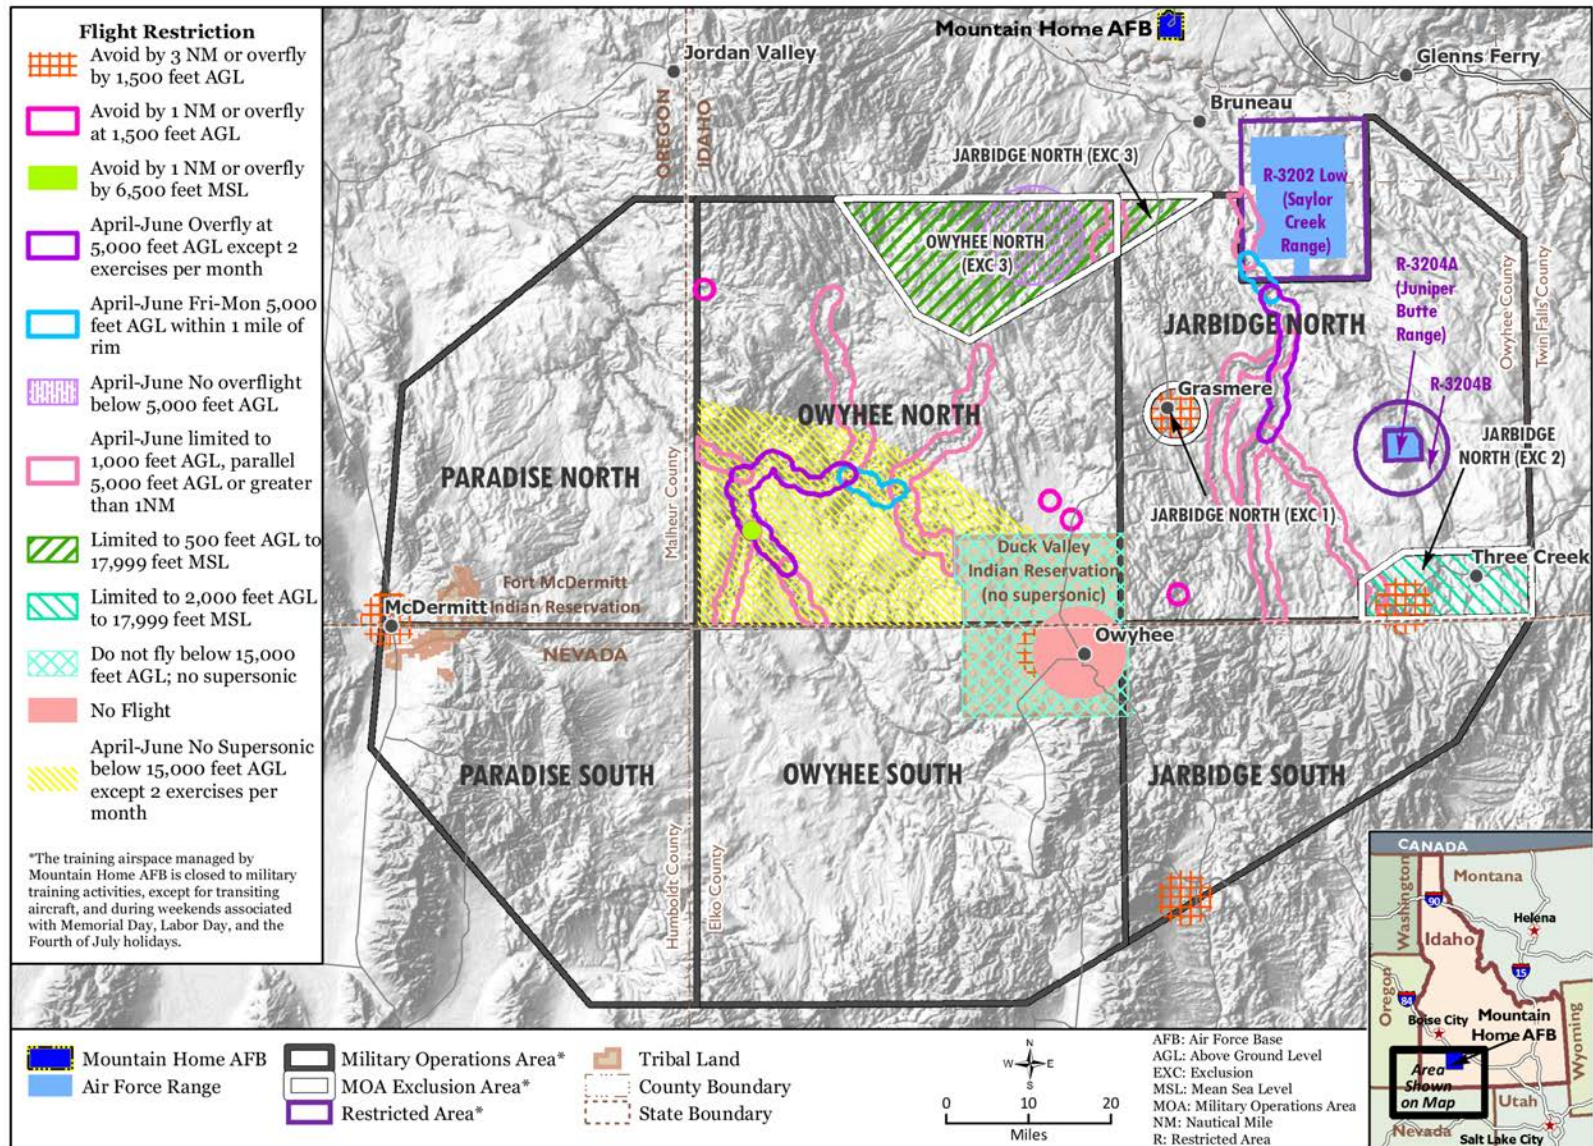 Flight Restriction
Avoid by 3 NM or overfly
by 1,500 feet AGL
Avoid by 1 NM or overfly
at 1,500 feet AGL
Avoid by 1 NM or overfly
by 6,500 feet MSL
April-June Overfly at
5,000 feet AGL except 2
exercises per month
April-June Fri-Mon 5,000
feet AGL within 1 mile of
rim
April-June No overflight
below 5,000 feet AGL
April-June limited to
1,000 feet AGL, parallel
5,000 feet AGL or greater
than 1NM
Limited to 500 feet AGL to
17,999 feet MSL
Limited to 2,000 feet AGL
to 17,999 feet MSL
Do not fly below 15,000
feet AGL; no supersonic
No Flight
April-June No Supersonic
below 15,000 feet AGL
except 2 exercises per
month
*The training airspace managed by
Mountain Home AFB is closed to military
training activities, except for transiting
aircraft, and during weekends associated
with Memorial Day, Labor Day, and the
Fourth of July holidays.
Mountain Home AFB
Jordan Valley
Glenns Ferry
Bruneau
OREGON
IDAHO
JARBIDGE NORTH (EXC 3)
R-3202 Low
(Saylor
Creek
Range)
OWYHEE NORTH
(EXC 3)
R-3204A
(Juniper
Butte
Range)
Owyhee County
Twin Falls County
JARBIDGE NORTH
R-3204B
Grasmere
OWYHEE NORTH
JARBIDGE
NORTH (EXC 2)
PARADISE NORTH
Malheur County
JARBIDGE NORTH (EXC 1)
Duck Valley
Indian Reservation
(no supersonic)
Three Creek
Fort McDermitt
Indian Reservation
McDermitt
Owyhee
NEVADA
PARADISE SOUTH
OWYHEE SOUTH
JARBIDGE SOUTH
Humboldt County
Elko County
CANADA
Washington
Montana
90
Helena
Idaho
15
Oregon
84
Boise City
Mountain
Home AFB
Wyoming
Area
Shown
on Map
Utah
Nevada
Salt Lake City
Mountain Home AFB
Air Force Range
Military Operations Area*
MOA Exclusion Area*
Restricted Area*
Tribal Land
County Boundary
State Boundary
N
W E
S
0 10 20
Miles
AFB: Air Force Base
AGL: Above Ground Level
EXC: Exclusion
MSL: Mean Sea Level
MOA: Military Operations Area
NM: Nautical Mile
R: Restricted Area